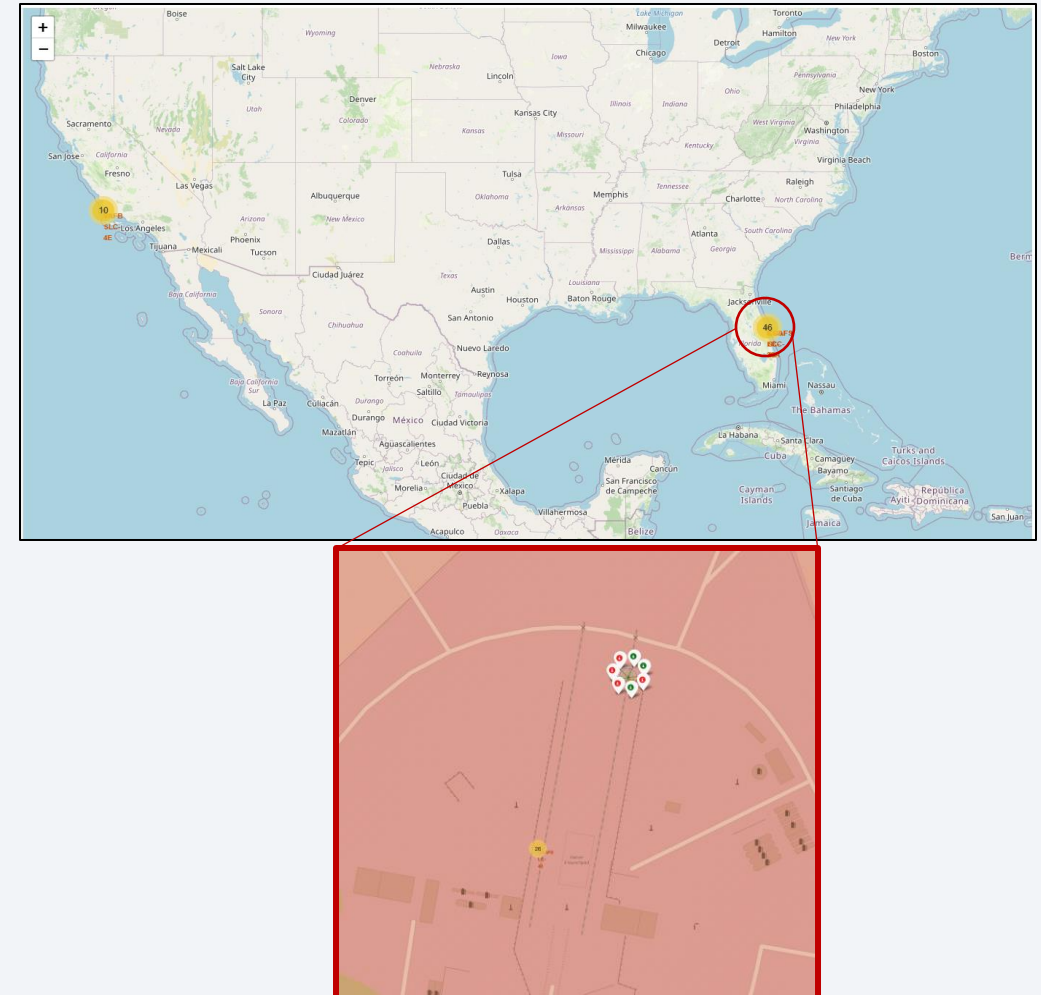 Boise
Lake Michigan
Toronto
+
Milwaukee
Hamilton
Wyoming
New York
Detroit
−
Chicago
Boston
Iowa
Salt Lake
City
Nebraska
Lincoln
Pennsylvania
Ohio
New York
Denver
Illinois
Indiana
Philadelphia
Utah
Kansas City
Colorado
West Virginia
Sacramento
Nevada
Kansas
Missouri
Washington
Kentucky
Virginia
San Jose
California
Virginia Beach
Fresno
Tulsa
Las Vegas
Raleigh
Tennessee
Albuquerque
Oklahoma
Memphis
Charlotte
North Carolina
10
Arkansas
B
Arizona
New Mexico
SLC-
Los Angeles
Atlanta
South Carolina
4E
Phoenix
Dallas
Tijuana
Mexicali
Tucson
Mississippi
Alabama
Georgia
Berm
Ciudad Juárez
Texas
Louisiana
Austin
Houston
Baton Rouge
Jacksonville
Baja California
Sonora
San Antonio
Chihuahua
46
Florida
Nuevo Laredo
Coahuila
Torreón
Monterrey
Reynosa
Baja California
Sur
Saltillo
Miami
Nassau
Culiacán
Durango
Tamaulipas
La Paz
The Bahamas
Durango
México
Ciudad Victoria
Mazatlán
La Habana
Santa Clara
Aguascalientes
Turks and
Caicos Islands
Cuba
Camagüey
Tepic
León
Mérida
Cancún
Bayamo
Jalisco
Ciudad de
México
San Francisco
de Campeche
Cayman
Islands
Santiago
de Cuba
República
Dominicana
Ayiti
Morelia
Xalapa
Puebla
Villahermosa
San Juan
Jamaica
Acapulco
Oaxaca
Belize
26